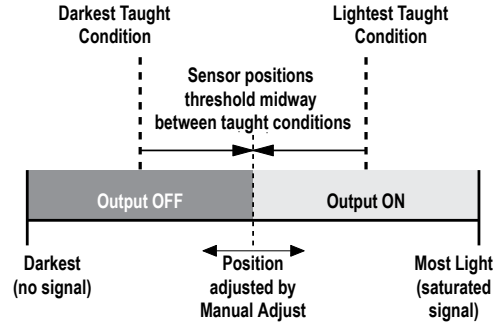 Darkest Taught
Condition
Lightest Taught
Condition
Sensor positions
threshold midway
between taught conditions
Output OFF
Output ON
Darkest
(no signal)
Position
adjusted by
Manual Adjust
Most Light
(saturated
signal)